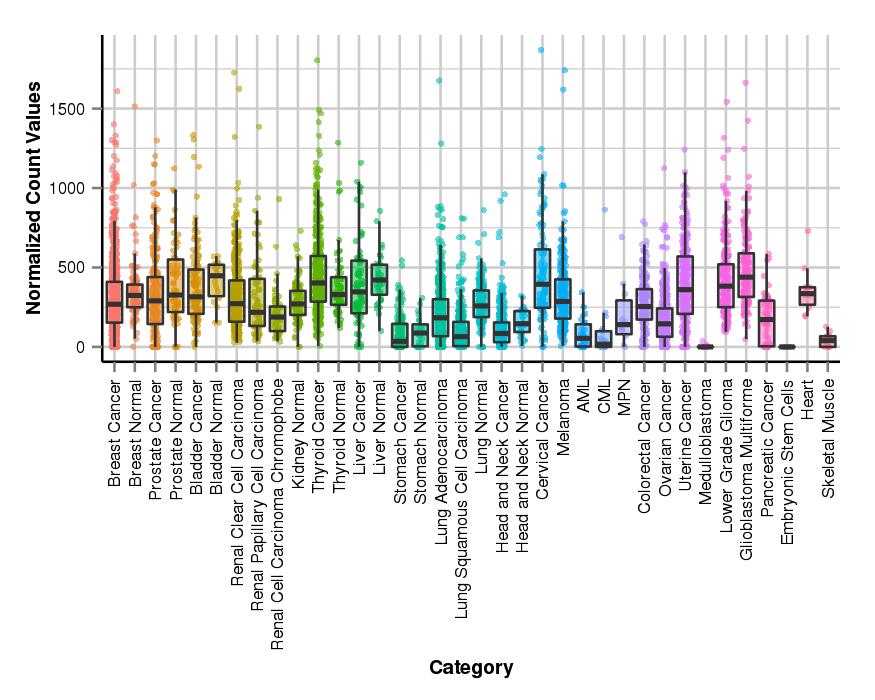 Normalized Count Values
1500
1000
500
0
Breast Cancer
Breast Normal
Prostate Cancer
Prostate Normal
Bladder Cancer
Bladder Normal
Renal Clear Cell Carcinoma
Renal Papillary Cell Carcinoma
Renal Cell Carcinoma Chromophobe
Kidney Normal
Thyroid Cancer
Thyroid Normal
Liver Cancer
Liver Normal
Stomach Cancer
Stomach Normal
Lung Adenocarcinoma
Lung Squamous Cell Carcinoma
Lung Normal
Head and Neck Cancer
Head and Neck Normal
Cervical Cancer
Melanoma
AML
CML
MPN
Colorectal Cancer
Ovarian Cancer
Uterine Cancer
Medulloblastoma
Lower Grade Glioma
Glioblastoma Multiforme
Pancreatic Cancer
Embryonic Stem Cells
Heart
Skeletal Muscle
Category